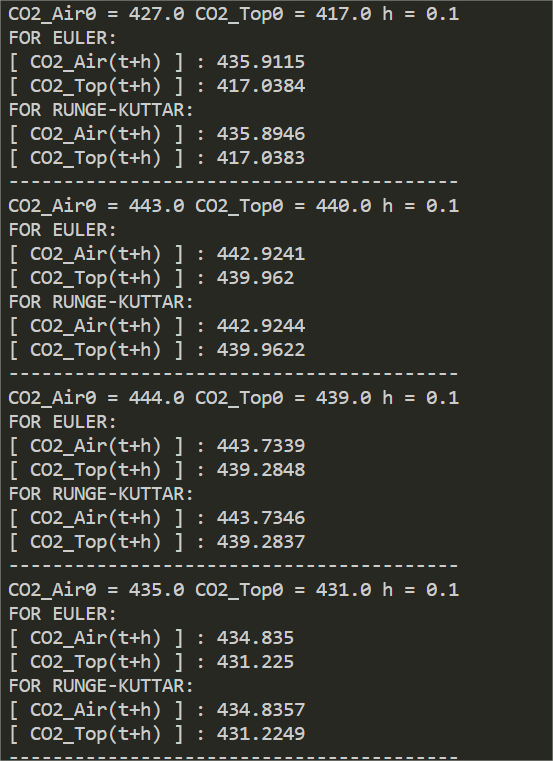 CO2_Air0 = 427.0 CO2_Top0 = 417.0 h = 0.1
FOR EULER:
[ CO2_Air(t+h) ] : 435.9115
[ CO2_Top(t+h) ] : 417.0384
FOR RUNGE-KUTTAR:
[ CO2_Air(t+h) ] : 435.8946
[ CO2_Top(t+h) ] : 417.0383
-----------------------------------------
CO2_Air0 = 443.0 CO2_Top0 = 440.0 h = 0.1
FOR EULER:
[ CO2_Air(t+h) ] : 442.9241
[ CO2_Top(t+h) ] : 439.962
FOR RUNGE-KUTTAR:
[ CO2_Air(t+h) ] : 442.9244
[ CO2_Top(t+h) ] : 439.9622
-----------------------------------------
CO2_Air0 = 444.0 CO2_Top0 = 439.0 h = 0.1
FOR EULER:
[ CO2_Air(t+h) ] : 443.7339
[ CO2_Top(t+h) ] : 439.2848
FOR RUNGE-KUTTAR:
[ CO2_Air(t+h) ] : 443.7346
[ CO2_Top(t+h) ] : 439.2837
-----------------------------------------
CO2_Air0 = 435.0 CO2_Top0 = 431.0 h = 0.1
FOR EULER:
[ CO2_Air(t+h) ] : 434.835
[ CO2_Top(t+h) ] : 431.225
FOR RUNGE-KUTTAR:
[ CO2_Air(t+h) ] : 434.8357
[ CO2_Top(t+h) ] : 431.2249
-----------------------------------------